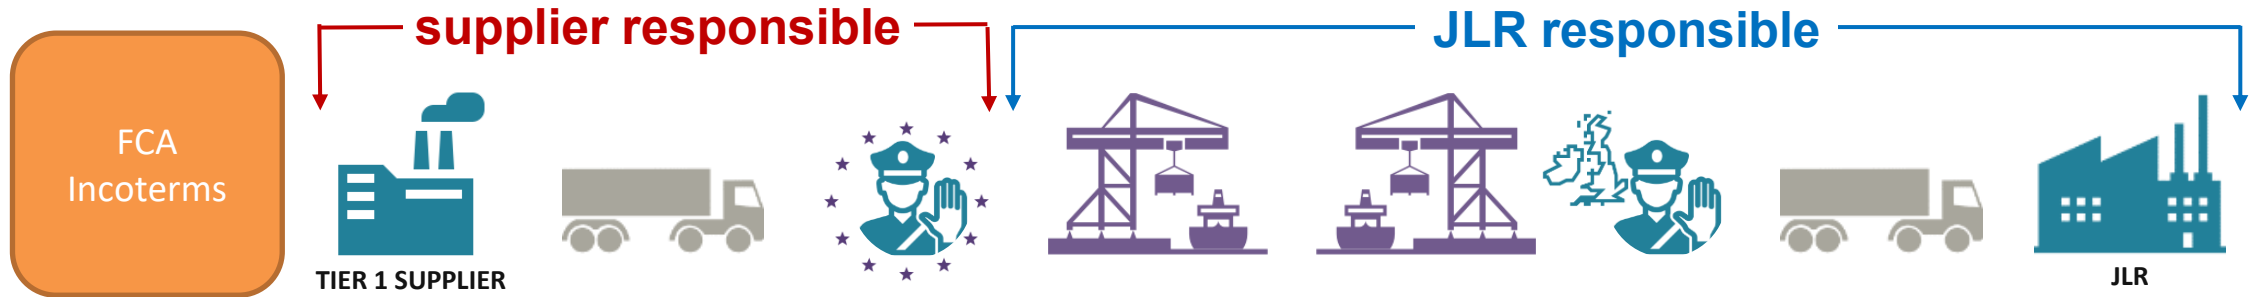 supplier responsible
JLR responsible
FCA
Incoterms
TIER 1 SUPPLIER
JLR